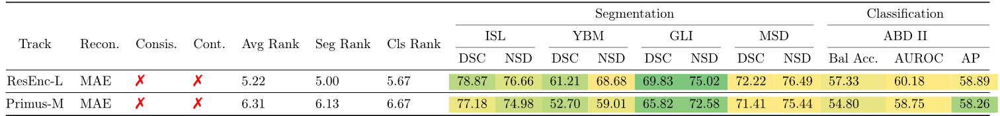 Segmentation Classification
ISL YBM GLI MSD ABD II
Track Recon. Consis. Cont. Avg Rank Seg Rank Cls Rank
DSC NSD DSC NSD DSC NSD DSC NSD Bal Acc. AUROC AP
ResEnc-L MAE ✗ ✗ 5.22 5.00 5.67 78.87 76.66 61.21 68.68 69.83 75.02 72.22 76.49 57.33 60.18 58.89
Primus-M MAE ✗ ✗ 6.31 6.13 6.67 77.18 74.98 52.70 59.01 65.82 72.58 71.41 75.44 54.80 58.75 58.26